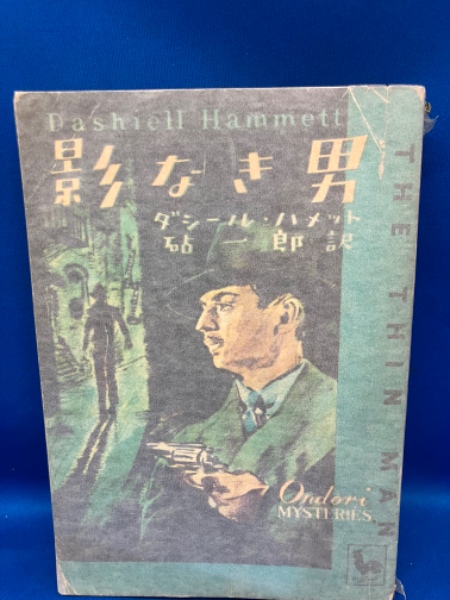 Dashiell Hammett
影なき男
ダシール・ハメット
砧一郎訳
THE THIN MAN
Ondori
MYSTERIES